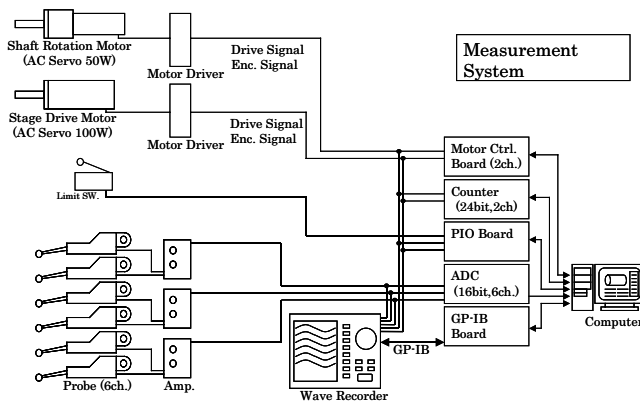 Shaft Rotation Motor
(AC Servo 50W)
Motor Driver
Drive Signal
Enc. Signal
Measurement
System
Stage Drive Motor
(AC Servo 100W)
Motor Driver
Drive Signal
Enc. Signal
Motor Ctrl.
Board (2ch.)
Limit SW.
Counter
(24bit,2ch)
PIO Board
ADC
(16bit,6ch.)
Computer
GP-IB
Board
GP-IB
Probe (6ch.)
Amp.
Wave Recorder